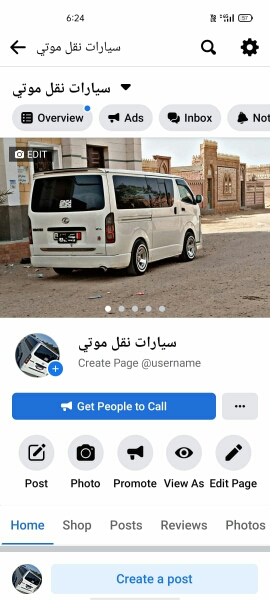 6:24
57
سيارات نقل موتي
سيارات نقل موتي
Overview
Ads
Inbox
Not
EDIT
سيارات نقل موتي
Create Page @username
Get People to Call
Post
Photo
Promote
View As
Edit Page
Home
Shop
Posts
Reviews
Photos
Create a post